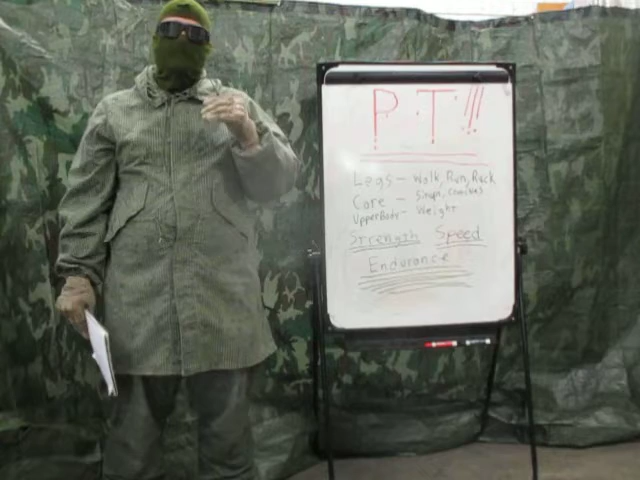 P.T.!!!
Legs - Walk, Run, Ruck
Core - Situps, Crunches
UpperBody - Weight
Strength Speed
Endurance